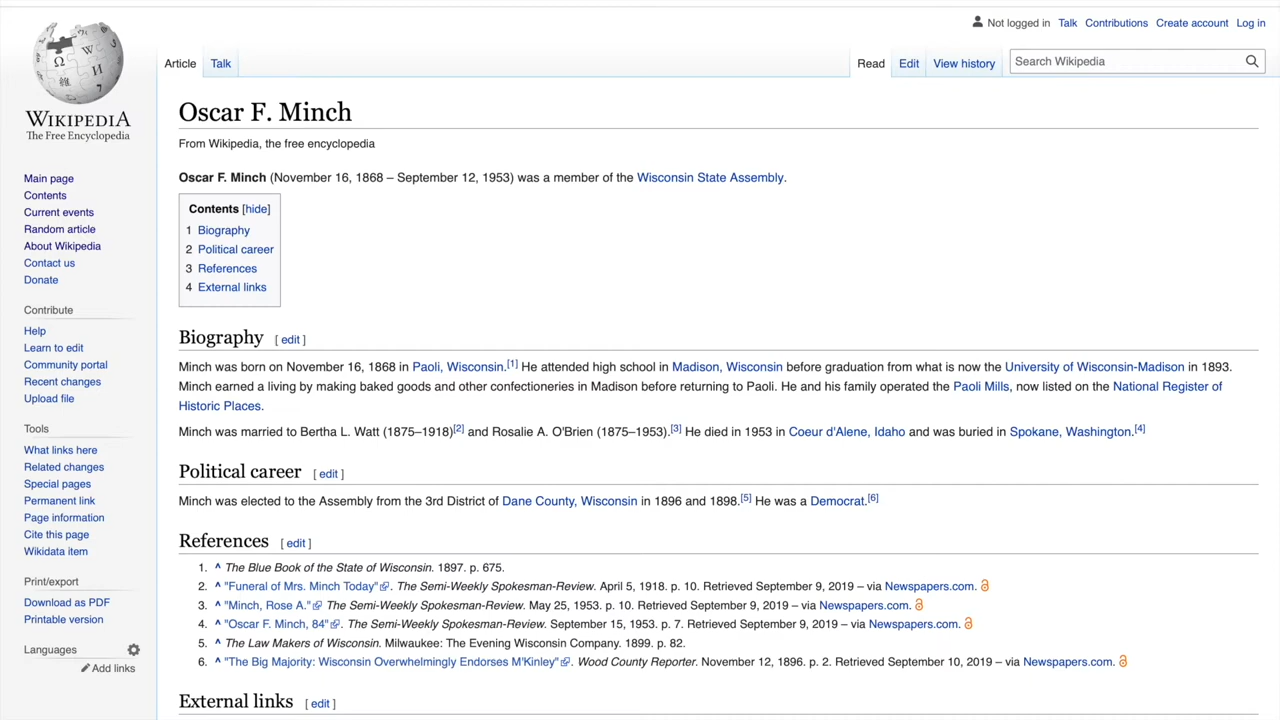 Not logged in Talk Contributions Create account Log in
Article Talk Read Edit View history Search Wikipedia
WIKIPEDIA
The Free Encyclopedia
Main page
Contents
Current events
Random article
About Wikipedia
Contact us
Donate
Contribute
Help
Learn to edit
Community portal
Recent changes
Upload file
Tools
What links here
Related changes
Special pages
Permanent link
Page information
Cite this page
Wikidata item
Print/export
Download as PDF
Printable version
Languages
Add links
Oscar F. Minch
From Wikipedia, the free encyclopedia
Oscar F. Minch (November 16, 1868 – September 12, 1953) was a member of the Wisconsin State Assembly.
Contents [hide]
1 Biography
2 Political career
3 References
4 External links
Biography [ edit ]
Minch was born on November 16, 1868 in Paoli, Wisconsin.[1] He attended high school in Madison, Wisconsin before graduation from what is now the University of Wisconsin-Madison in 1893.
Minch earned a living by making baked goods and other confectioneries in Madison before returning to Paoli. He and his family operated the Paoli Mills, now listed on the National Register of
Historic Places.
Minch was married to Bertha L. Watt (1875–1918)[2] and Rosalie A. O'Brien (1875–1953).[3] He died in 1953 in Coeur d'Alene, Idaho and was buried in Spokane, Washington.[4]
Political career [ edit ]
Minch was elected to the Assembly from the 3rd District of Dane County, Wisconsin in 1896 and 1898.[5] He was a Democrat.[6]
References [ edit ]
1. ^ The Blue Book of the State of Wisconsin. 1897. p. 675.
2. ^ "Funeral of Mrs. Minch Today". The Semi-Weekly Spokesman-Review. April 5, 1918. p. 10. Retrieved September 9, 2019 – via Newspapers.com.
3. ^ "Minch, Rose A." The Semi-Weekly Spokesman-Review. May 25, 1953. p. 10. Retrieved September 9, 2019 – via Newspapers.com.
4. ^ "Oscar F. Minch, 84". The Semi-Weekly Spokesman-Review. September 15, 1953. p. 7. Retrieved September 9, 2019 – via Newspapers.com.
5. ^ The Law Makers of Wisconsin. Milwaukee: The Evening Wisconsin Company. 1899. p. 82.
6. ^ "The Big Majority: Wisconsin Overwhelmingly Endorses M'Kinley". Wood County Reporter. November 12, 1896. p. 2. Retrieved September 10, 2019 – via Newspapers.com.
External links [ edit ]